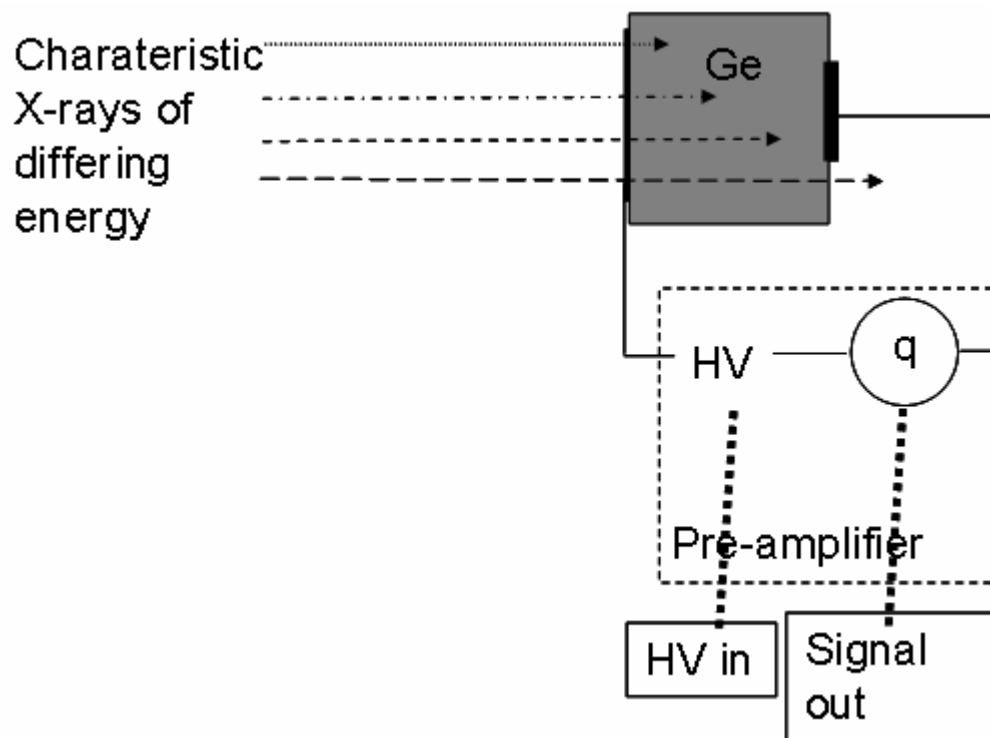 Charateristic
X-rays of
differing
energy
Ge
HV
q
Pre-amplifier
HV in
Signal
out